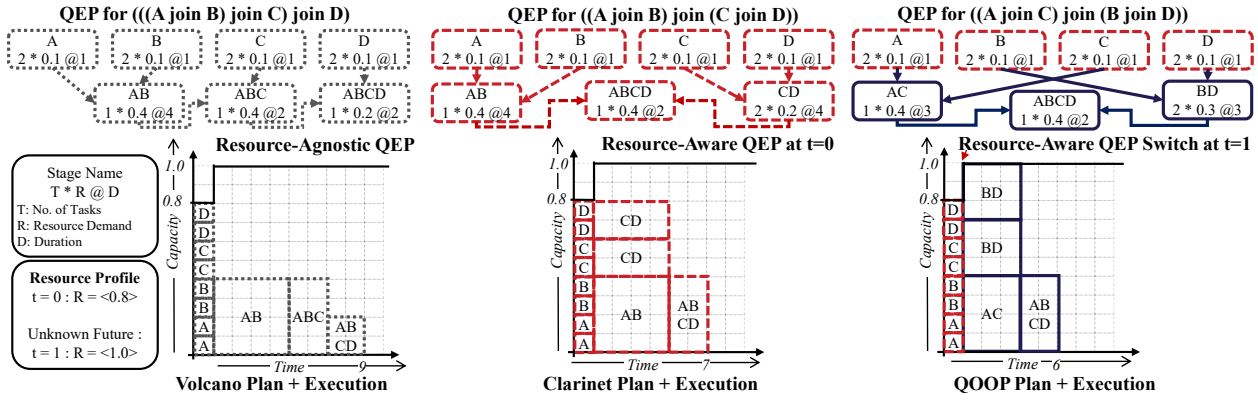 QEP for (((A join B) join C) join D)
A
2 * 0.1 @1
B
2 * 0.1 @1
C
2 * 0.1 @1
D
2 * 0.1 @1
AB
1 * 0.4 @4
ABC
1 * 0.4 @2
ABCD
1 * 0.2 @2
QEP for ((A join B) join (C join D))
A
2 * 0.1 @1
B
2 * 0.1 @1
C
2 * 0.1 @1
D
2 * 0.1 @1
AB
1 * 0.4 @4
ABCD
1 * 0.4 @2
CD
2 * 0.2 @4
QEP for ((A join C) join (B join D))
A
2 * 0.1 @1
B
2 * 0.1 @1
C
2 * 0.1 @1
D
2 * 0.1 @1
AC
1 * 0.4 @3
ABCD
1 * 0.4 @2
BD
2 * 0.3 @3
Stage Name
T * R @ D
T: No. of Tasks
R: Resource Demand
D: Duration
Resource Profile
t = 0 : R = <0.8>
Unknown Future :
t = 1 : R = <1.0>
Resource-Agnostic QEP
1.0
0.8
Capacity
D
D
C
C
B
B
A
A
AB
ABC
AB
CD
Time
9
Volcano Plan + Execution
Resource-Aware QEP at t=0
1.0
0.8
Capacity
D
D
C
C
B
B
A
A
CD
CD
AB
AB
CD
Time
7
Clarinet Plan + Execution
Resource-Aware QEP Switch at t=1
1.0
0.8
Capacity
D
D
C
C
B
B
A
A
BD
BD
AC
AB
CD
Time
6
QOOP Plan + Execution